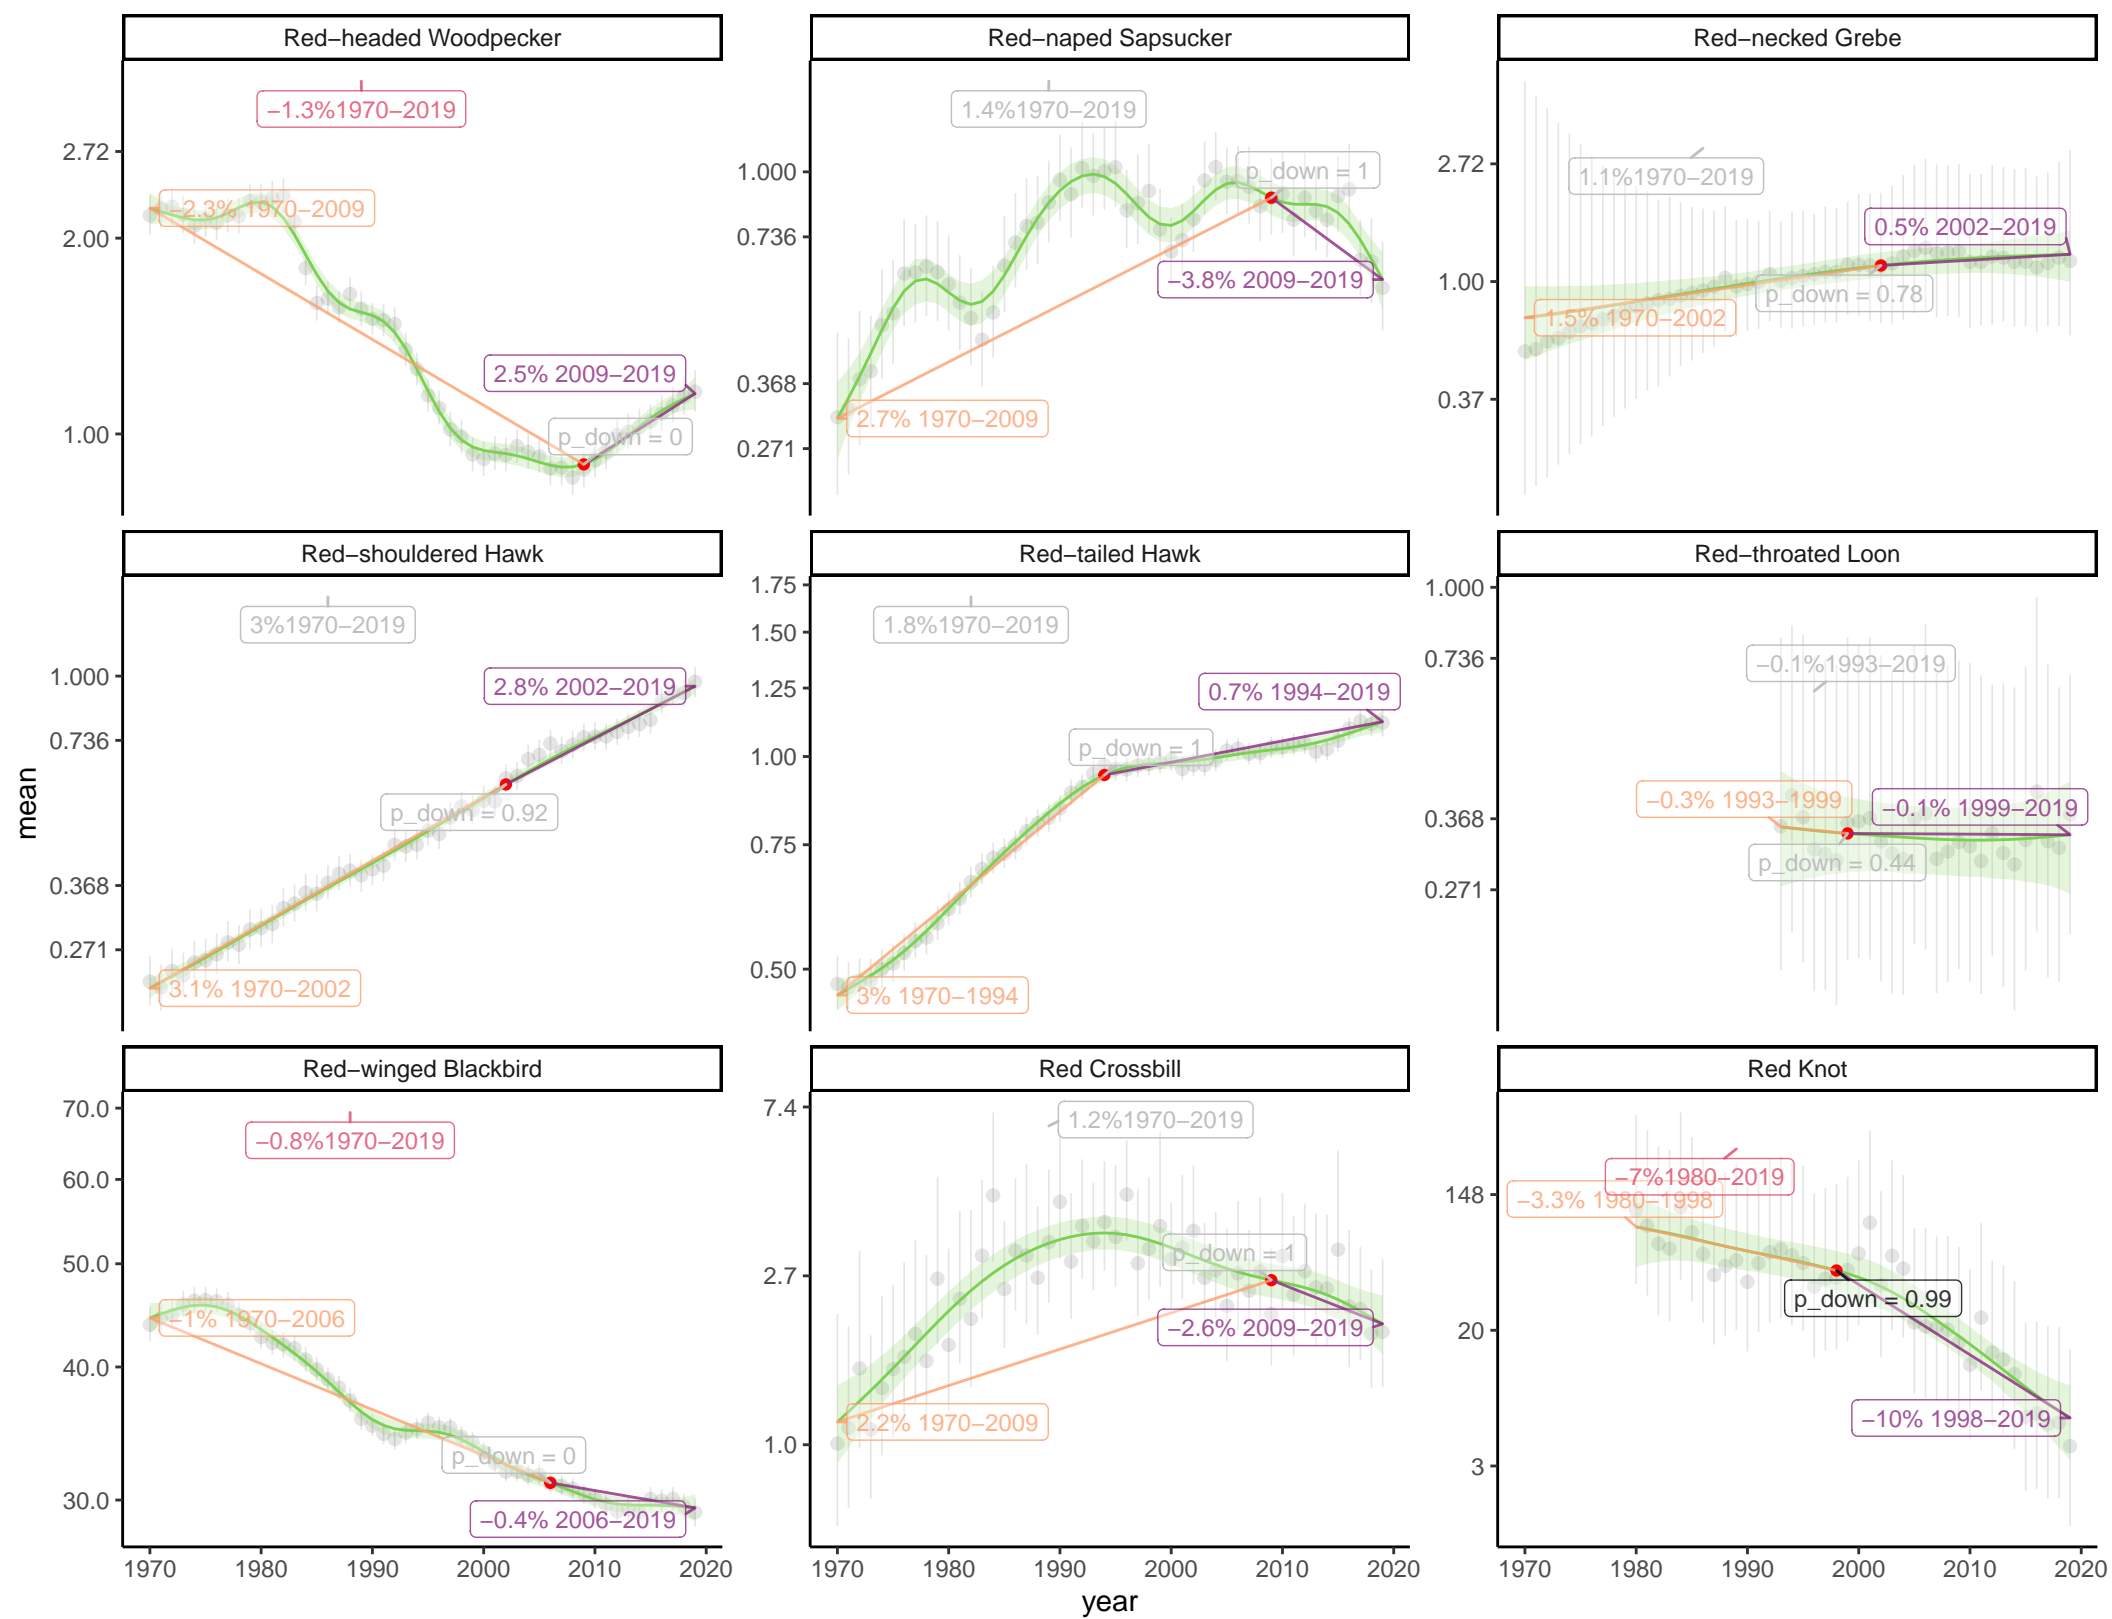 Red–headed Woodpecker
–1.3%1970–2019
2.72
–2.3% 1970–2009
2.00
2.5% 2009–2019
p_down = 0
1.00
Red–naped Sapsucker
1.4%1970–2019
p_down = 1
1.000
0.736
–3.8% 2009–2019
0.368
2.7% 1970–2009
0.271
Red–necked Grebe
2.72
1.1%1970–2019
0.5% 2002–2019
1.00
p_down = 0.78
1.5% 1970–2002
0.37
Red–shouldered Hawk
3%1970–2019
1.000
2.8% 2002–2019
0.736
p_down = 0.92
0.368
0.271
3.1% 1970–2002
Red–tailed Hawk
1.75
1.50
1.8%1970–2019
1.25
0.7% 1994–2019
p_down = 1
1.00
0.75
0.50
3% 1970–1994
Red–throated Loon
1.000
0.736
–0.1%1993–2019
–0.3% 1993–1999
–0.1% 1999–2019
0.368
p_down = 0.44
0.271
mean
Red–winged Blackbird
70.0
–0.8%1970–2019
60.0
50.0
–1% 1970–2006
40.0
p_down = 0
30.0
–0.4% 2006–2019
1970 1980 1990 2000 2010 2020
Red Crossbill
7.4
1.2%1970–2019
p_down = 1
2.7
–2.6% 2009–2019
2.2% 1970–2009
1.0
1970 1980 1990 2000 2010 2020
Red Knot
–7%1980–2019
148
–3.3% 1980–1998
p_down = 0.99
20
–10% 1998–2019
3
1970 1980 1990 2000 2010 2020
year